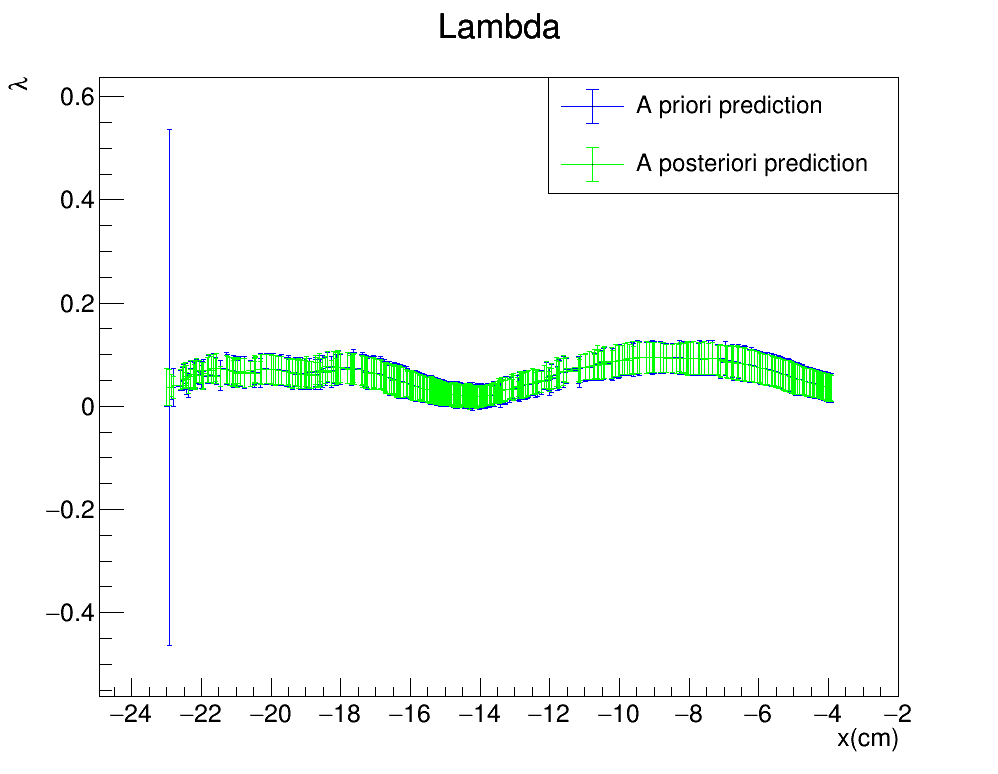 Lambda
λ
A priori prediction
A posteriori prediction
0.6
0.4
0.2
0
−0.2
−0.4
−24 −22 −20 −18 −16 −14 −12 −10 −8 −6 −4 −2
x(cm)